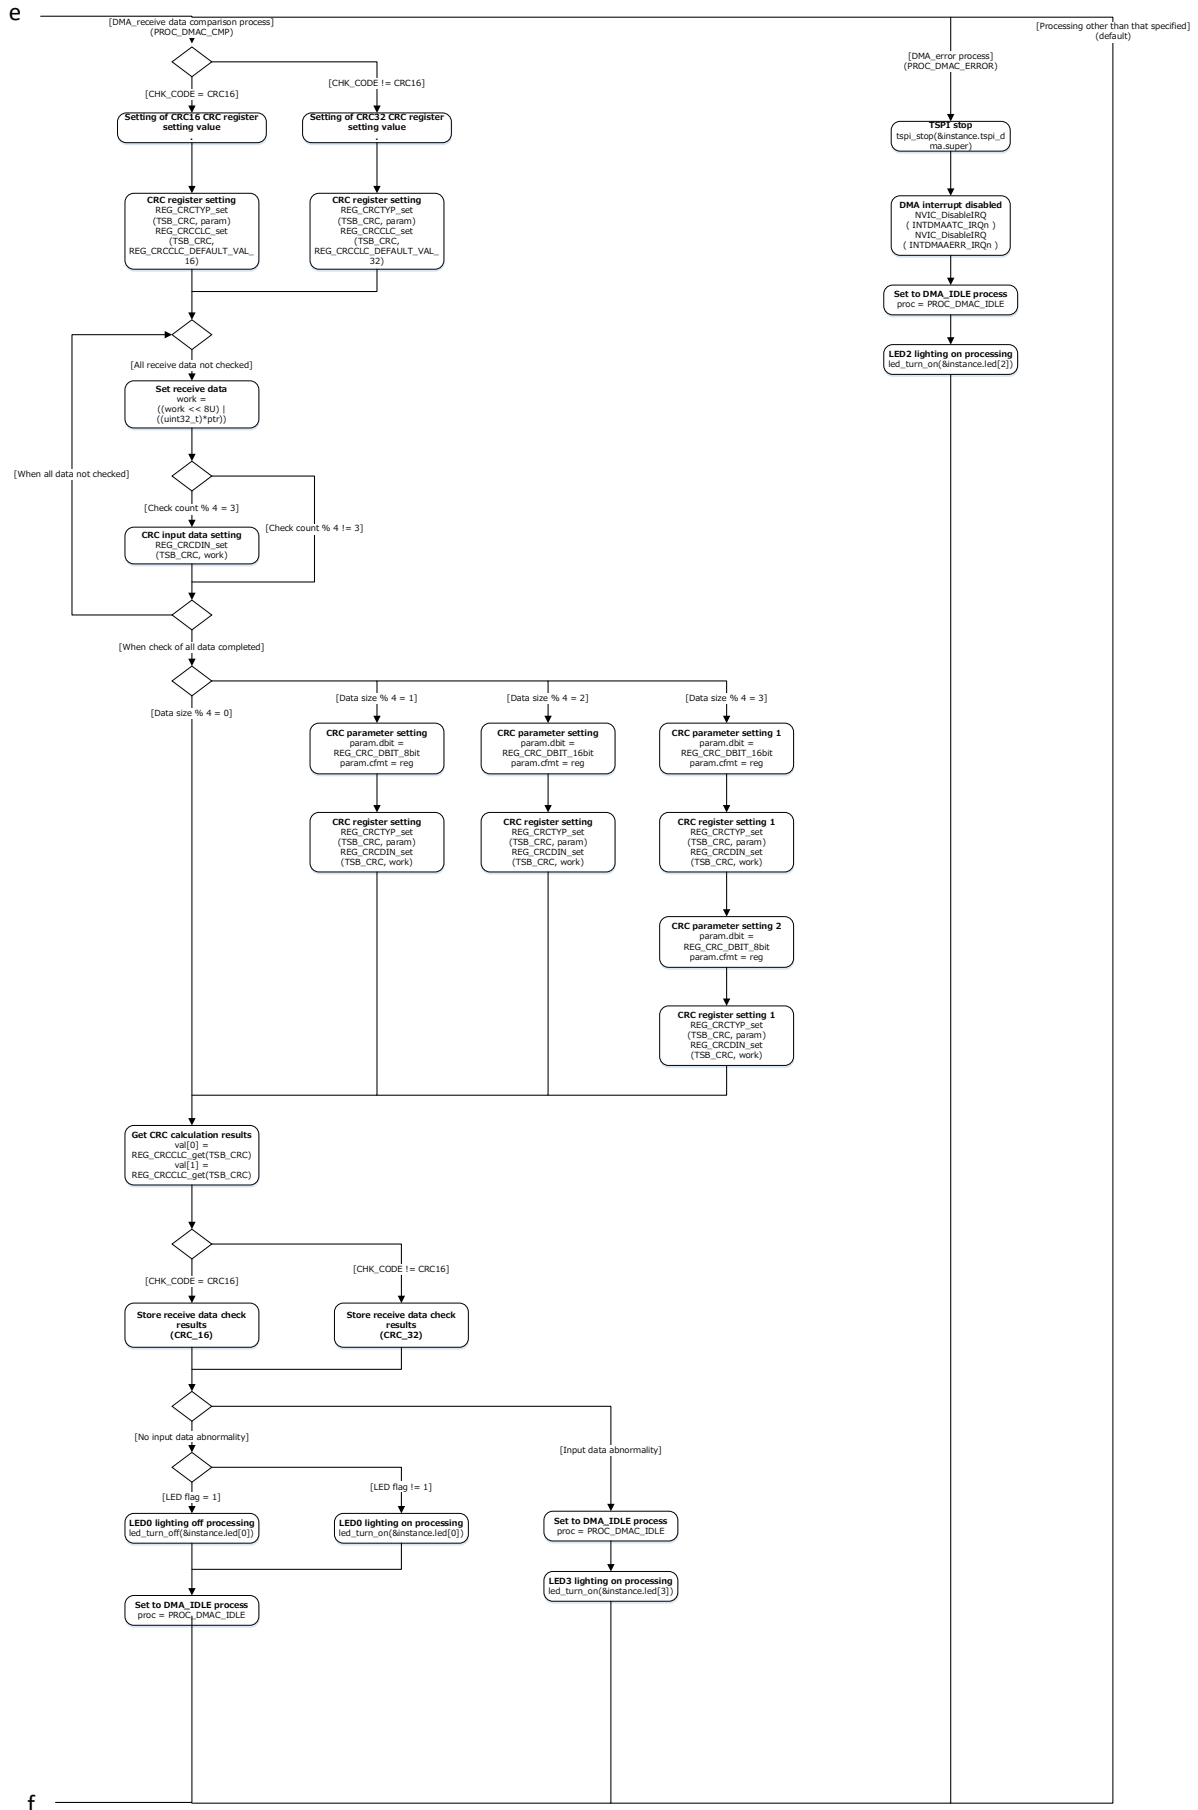 e
[DMA_receive data comparison process]
(PROC_DMAC_CMP)
[Processing other than that specified]
(default)
[DMA_error process]
(PROC_DMAC_ERROR)
[CHK_CODE != CRC16]
[CHK_CODE = CRC16]
Setting of CRC16 CRC register
setting value
.
Setting of CRC32 CRC register
setting value
.
TSPI stop
tspi_stop(&instance.tspi_d
ma.super)
CRC register setting
REG_CRCTYP_set
(TSB_CRC, param)
REG_CRCCLC_set
(TSB_CRC,
REG_CRCCLC_DEFAULT_VAL_
16)
CRC register setting
REG_CRCTYP_set
(TSB_CRC, param)
REG_CRCCLC_set
(TSB_CRC,
REG_CRCCLC_DEFAULT_VAL_
32)
DMA interrupt disabled
NVIC_DisableIRQ
( INTDMAATC_IRQn )
NVIC_DisableIRQ
( INTDMAAERR_IRQn )
Set to DMA_IDLE process
proc = PROC_DMAC_IDLE
LED2 lighting on processing
led_turn_on(&instance.led[2])
[All receive data not checked]
Set receive data
work =
((work << 8U) |
((uint32_t)*ptr))
[When all data not checked]
[Check count % 4 = 3]
[Check count % 4 != 3]
CRC input data setting
REG_CRCDIN_set
(TSB_CRC, work)
[When check of all data completed]
[Data size % 4 = 0]
[Data size % 4 = 1]
[Data size % 4 = 2]
[Data size % 4 = 3]
CRC parameter setting
param.dbit =
REG_CRC_DBIT_8bit
param.cfmt = reg
CRC parameter setting
param.dbit =
REG_CRC_DBIT_16bit
param.cfmt = reg
CRC parameter setting 1
param.dbit =
REG_CRC_DBIT_16bit
param.cfmt = reg
CRC register setting
REG_CRCTYP_set
(TSB_CRC, param)
REG_CRCDIN_set
(TSB_CRC, work)
CRC register setting
REG_CRCTYP_set
(TSB_CRC, param)
REG_CRCDIN_set
(TSB_CRC, work)
CRC register setting 1
REG_CRCTYP_set
(TSB_CRC, param)
REG_CRCDIN_set
(TSB_CRC, work)
CRC parameter setting 2
param.dbit =
REG_CRC_DBIT_8bit
param.cfmt = reg
CRC register setting 1
REG_CRCTYP_set
(TSB_CRC, param)
REG_CRCDIN_set
(TSB_CRC, work)
Get CRC calculation results
val[0] =
REG_CRCCLC_get(TSB_CRC)
val[1] =
REG_CRCCLC_get(TSB_CRC)
[CHK_CODE != CRC16]
[CHK_CODE = CRC16]
Store receive data check
results
(CRC_16)
Store receive data check
results
(CRC_32)
[No input data abnormality]
[Input data abnormality]
[LED flag != 1]
[LED flag = 1]
LED0 lighting off processing
led_turn_off(&instance.led[0])
LED0 lighting on processing
led_turn_on(&instance.led[0])
Set to DMA_IDLE process
proc = PROC_DMAC_IDLE
LED3 lighting on processing
led_turn_on(&instance.led[3])
Set to DMA_IDLE process
proc = PROC_DMAC_IDLE
f